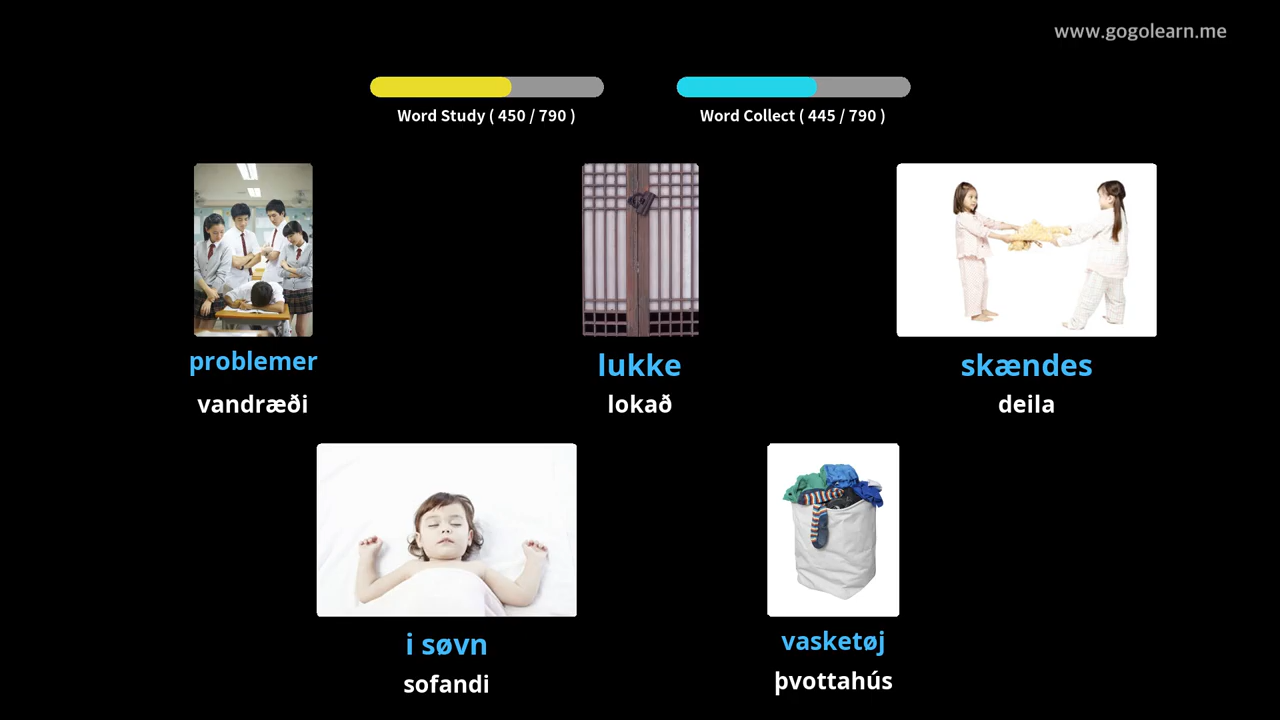 www.gogolearn.me
Word Study ( 450 / 790 )
Word Collect ( 445 / 790 )
problemer
vandræði
lukke
lokað
skændes
deila
i søvn
sofandi
vasketøj
þvottahús